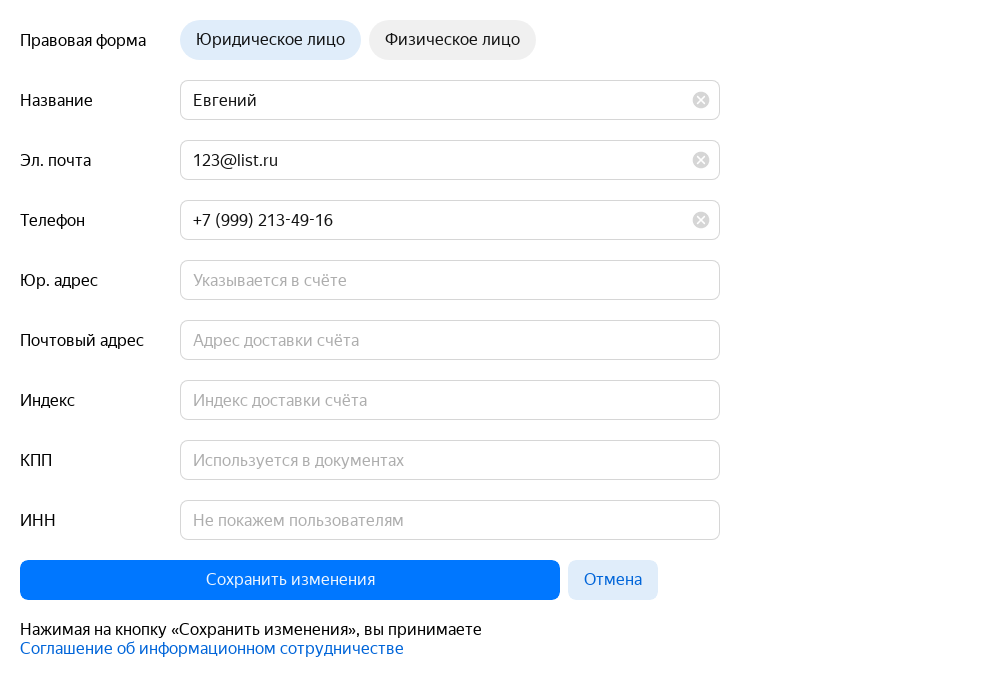 Правовая форма
Юридическое лицо
Физическое лицо
Название
Евгений
Эл. почта
123@list.ru
Телефон
+7 (999) 213-49-16
Юр. адрес
Указывается в счёте
Почтовый адрес
Адрес доставки счёта
Индекс
Индекс доставки счёта
КПП
Используется в документах
ИНН
Не покажем пользователям
Сохранить изменения
Отмена
Нажимая на кнопку «Сохранить изменения», вы принимаете
Соглашение об информационном сотрудничестве